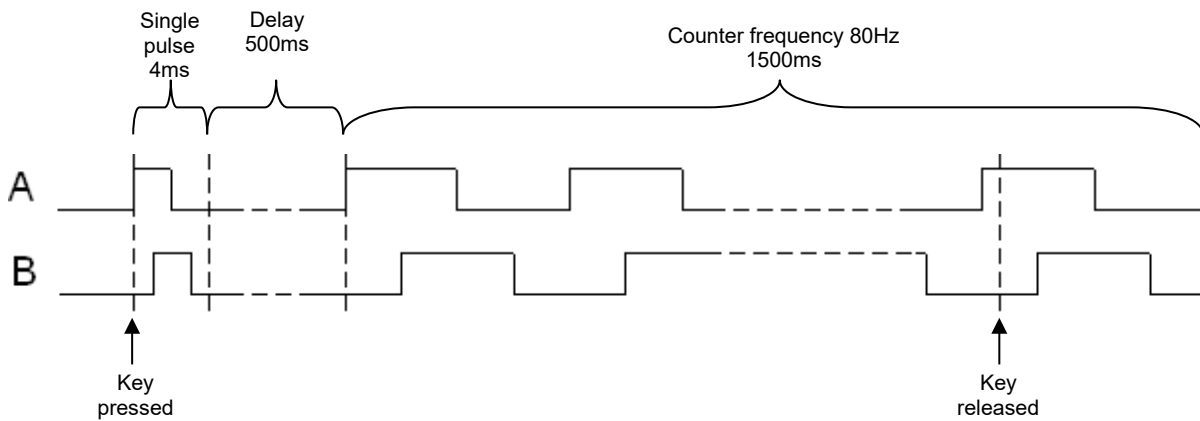 Single
pulse
4ms
Delay
500ms
Counter frequency 80Hz
1500ms
A
B
Key
pressed
Key
released